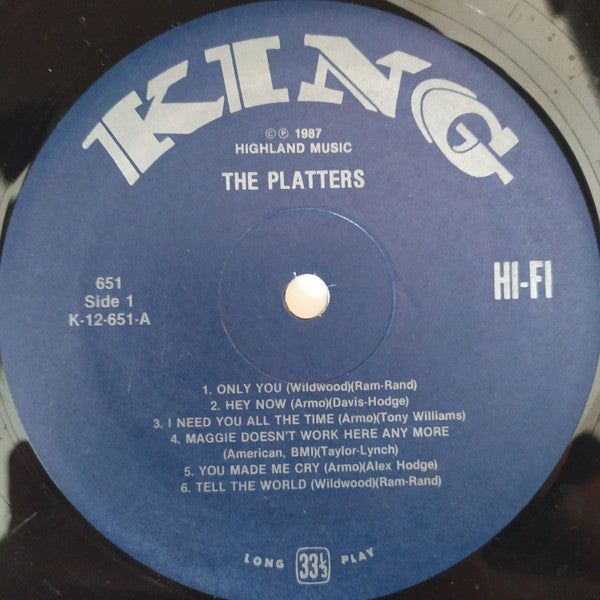 KING
© ℗ 1987
HIGHLAND MUSIC
THE PLATTERS
651
Side 1
K-12-651-A
HI-FI
1. ONLY YOU (Wildwood)(Ram-Rand)
2. HEY NOW (Armo)(Davis-Hodge)
3. I NEED YOU ALL THE TIME (Armo)(Tony Williams)
4. MAGGIE DOESN'T WORK HERE ANY MORE
(American, BMI)(Taylor-Lynch)
5. YOU MADE ME CRY (Armo)(Alex Hodge)
6. TELL THE WORLD (Wildwood)(Ram-Rand)
LONG 33⅓ PLAY